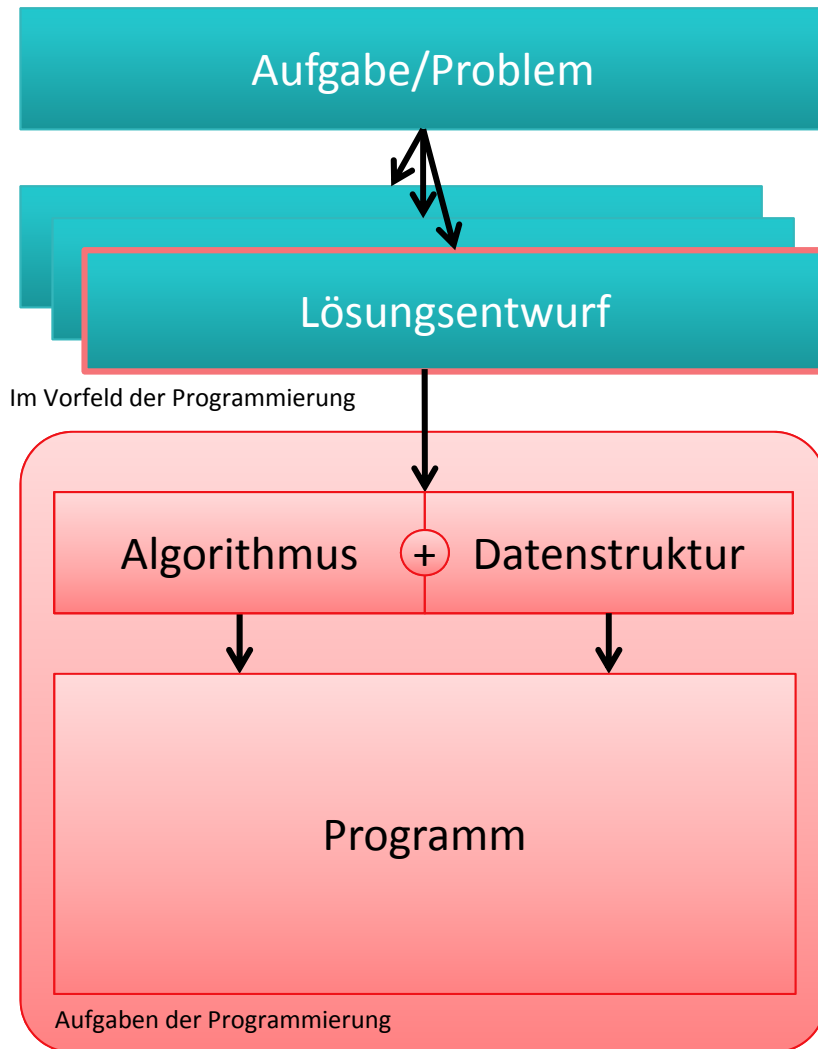 Aufgabe/Problem
Lösungsentwurf
Im Vorfeld der Programmierung
Algorithmus + Datenstruktur
Programm
Aufgaben der Programmierung